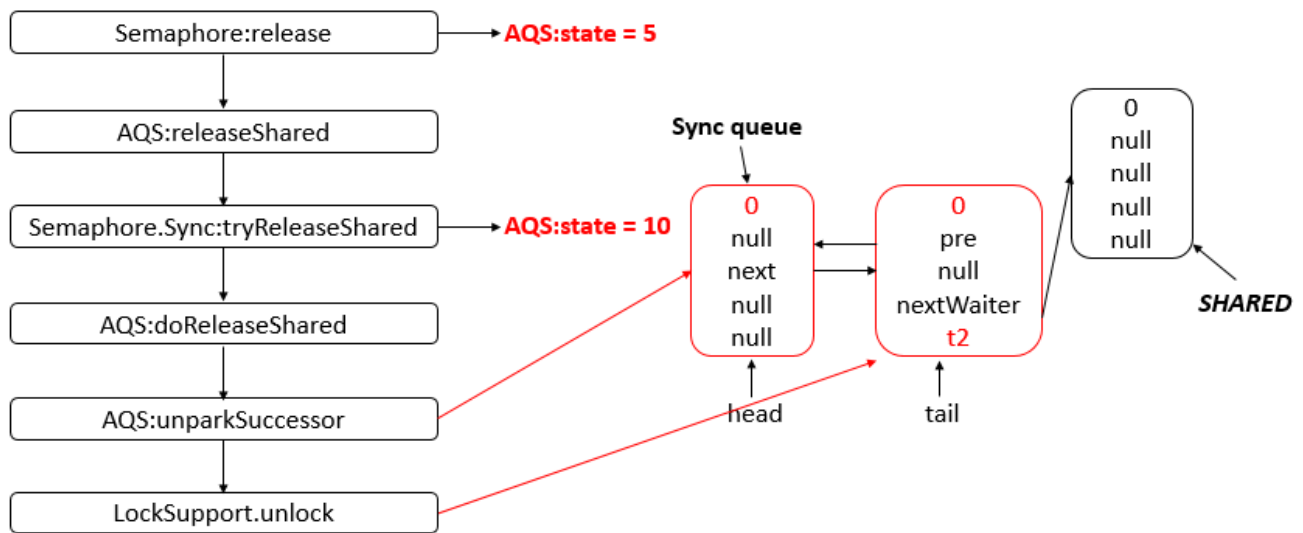 Semaphore:release
AQS:state = 5
AQS:releaseShared
Semaphore.Sync:tryReleaseShared
AQS:state = 10
AQS:doReleaseShared
AQS:unparkSuccessor
LockSupport.unlock
Sync queue
0
null
next
null
null
head
0
pre
null
nextWaiter
t2
tail
0
null
null
null
null
SHARED